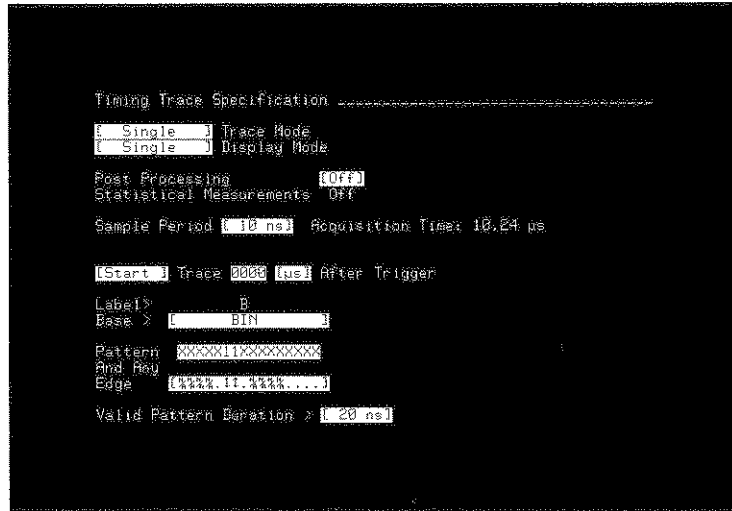 Timing Trace Specification
[ Single ] Trace Mode
[ Single ] Display Mode
Post Processing [Off]
Statistical Measurements Off
Sample Period [ 10 ns] Acquisition Time: 10.24 µs
[Start ] Trace 0000 [µs] After Trigger
Label> B
Base > [ BIN ]
Pattern XXXXX11XXXXXXXXX
And Any
Edge
Valid Pattern Duration > [ 20 ns]